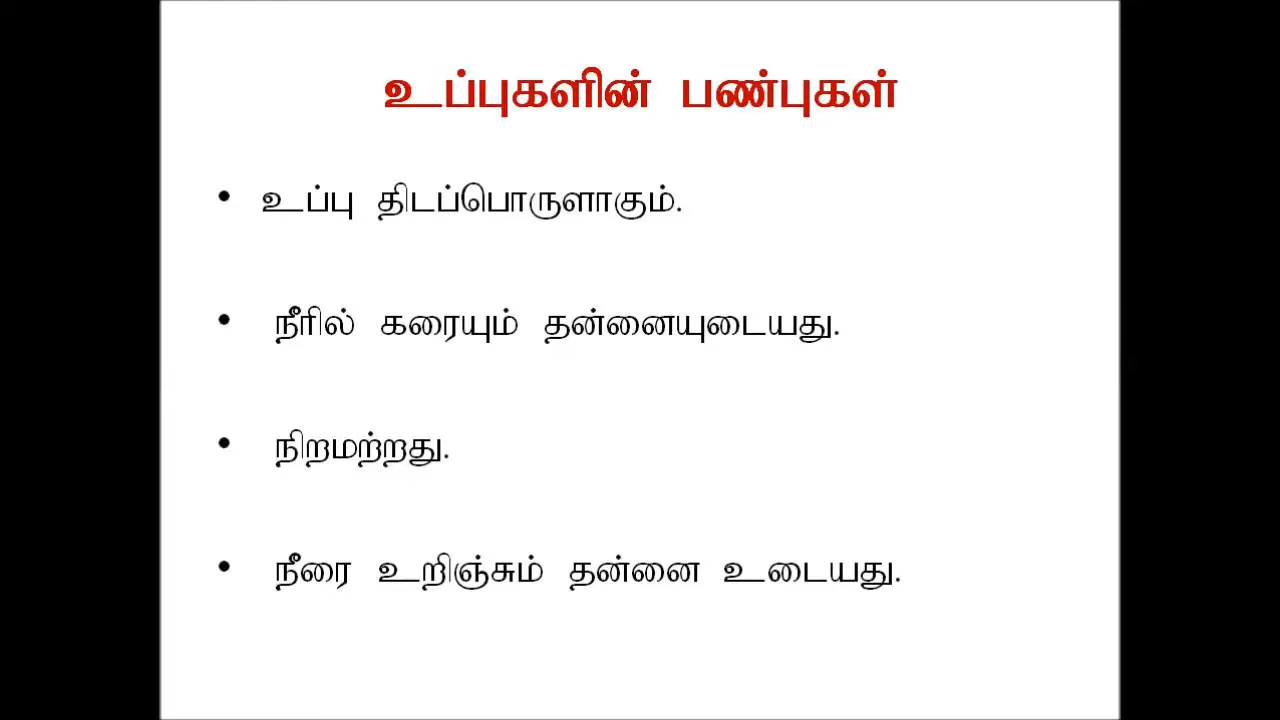 உப்புகளின் பண்புகள்
• உப்பு திடப்பொருளாகும்.
• நீரில் கரையும் தன்னையுடையது.
• நிறமற்றது.
• நீரை உறிஞ்சும் தன்னை உடையது.